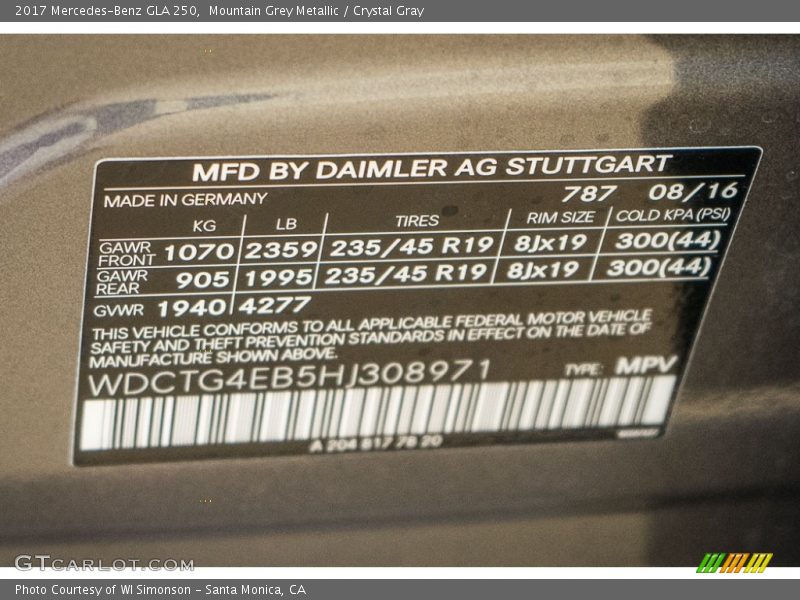 2017 Mercedes-Benz GLA 250,  Mountain Grey Metallic / Crystal Gray
MFD BY DAIMLER AG STUTTGART
MADE IN GERMANY 787 08/16
KG LB TIRES RIM SIZE COLD KPA (PSI)
GAWR FRONT 1070 2359 235/45 R19 8Jx19 300(44)
GAWR REAR 905 1995 235/45 R19 8Jx19 300(44)
GVWR 1940 4277
THIS VEHICLE CONFORMS TO ALL APPLICABLE FEDERAL MOTOR VEHICLE
SAFETY AND THEFT PREVENTION STANDARDS IN EFFECT ON THE DATE OF
MANUFACTURE SHOWN ABOVE.
WDCTG4EB5HJ308971 TYPE: MPV
A 204 817 78 20
GTCARLOT.COM
Photo Courtesy of WI Simonson - Santa Monica, CA